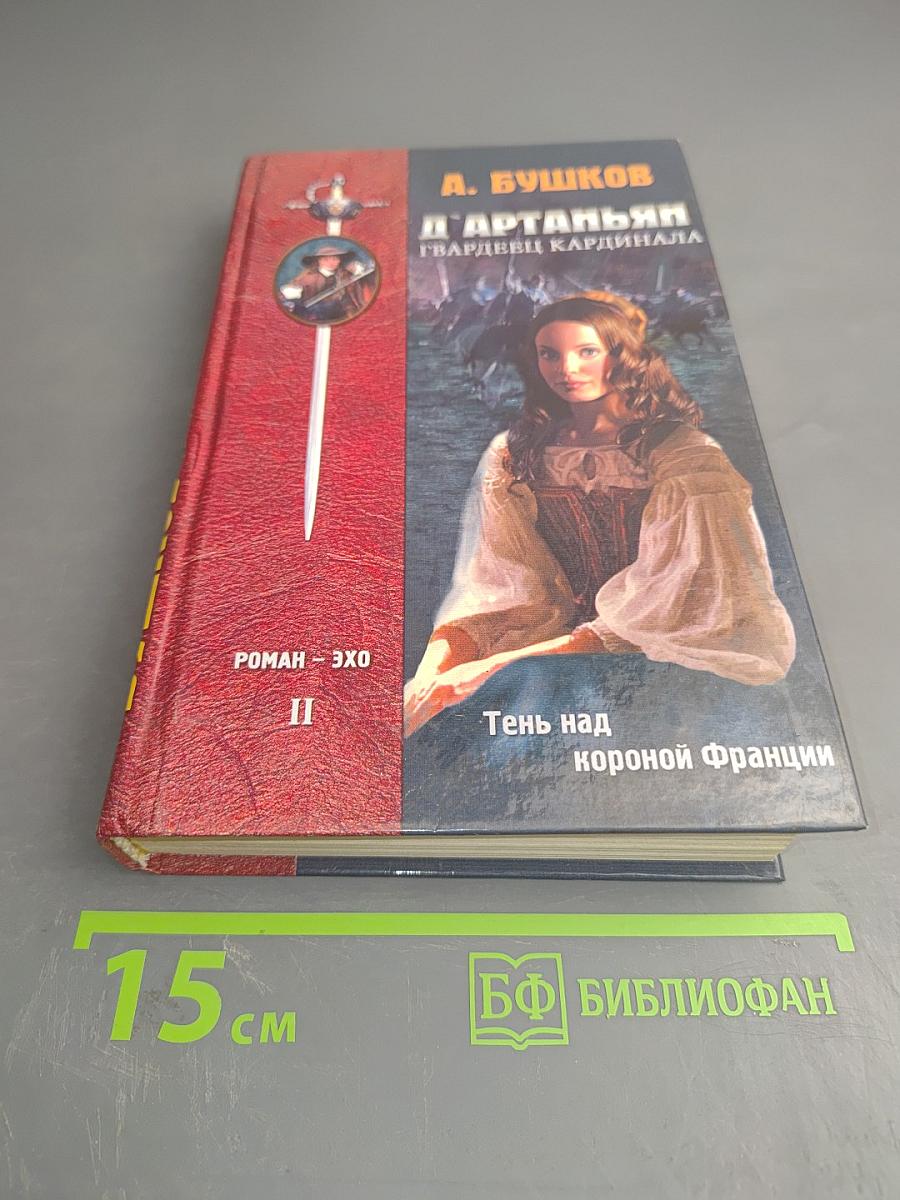 А. БУШКОВ
Д'АРТАНЬЯН
ГВАРДЕЕЦ КАРДИНАЛА
РОМАН – ЭХО
II
Тень над
короной Франции
15 см
БФ БИБЛИОФАН